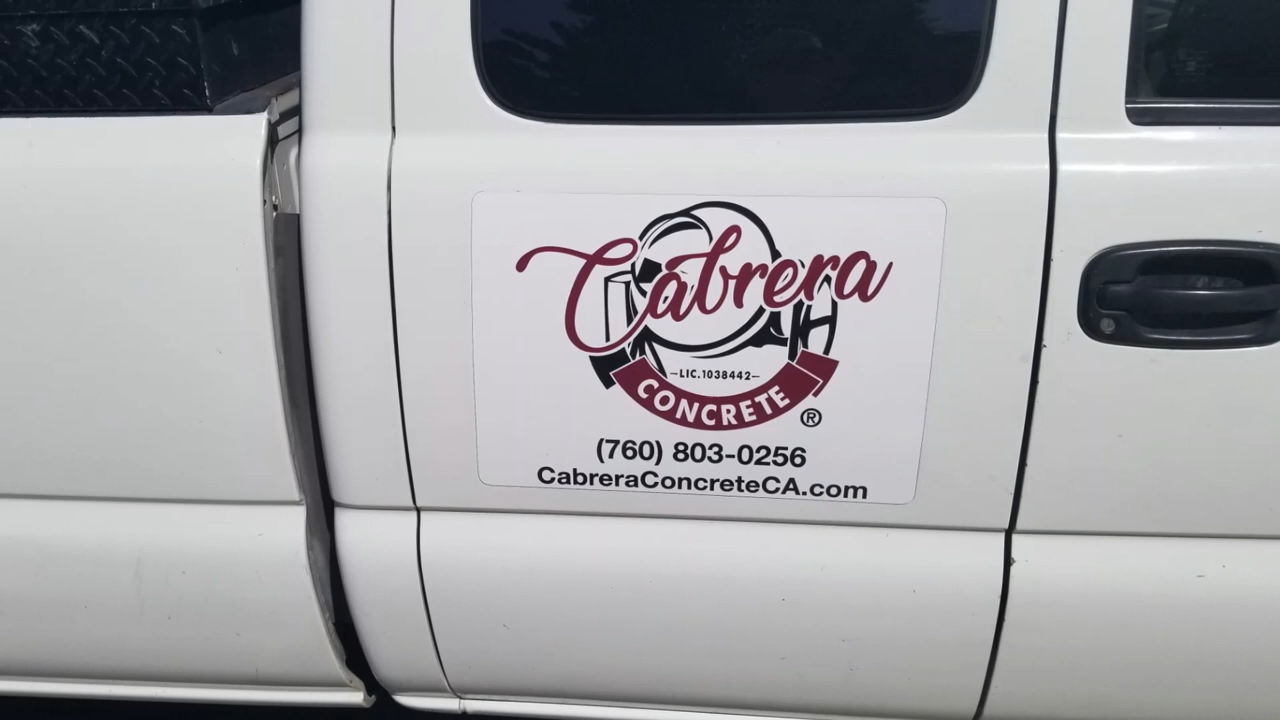 Cabrera
-LIC.1038442-
CONCRETE ®
(760) 803-0256
CabreraConcreteCA.com